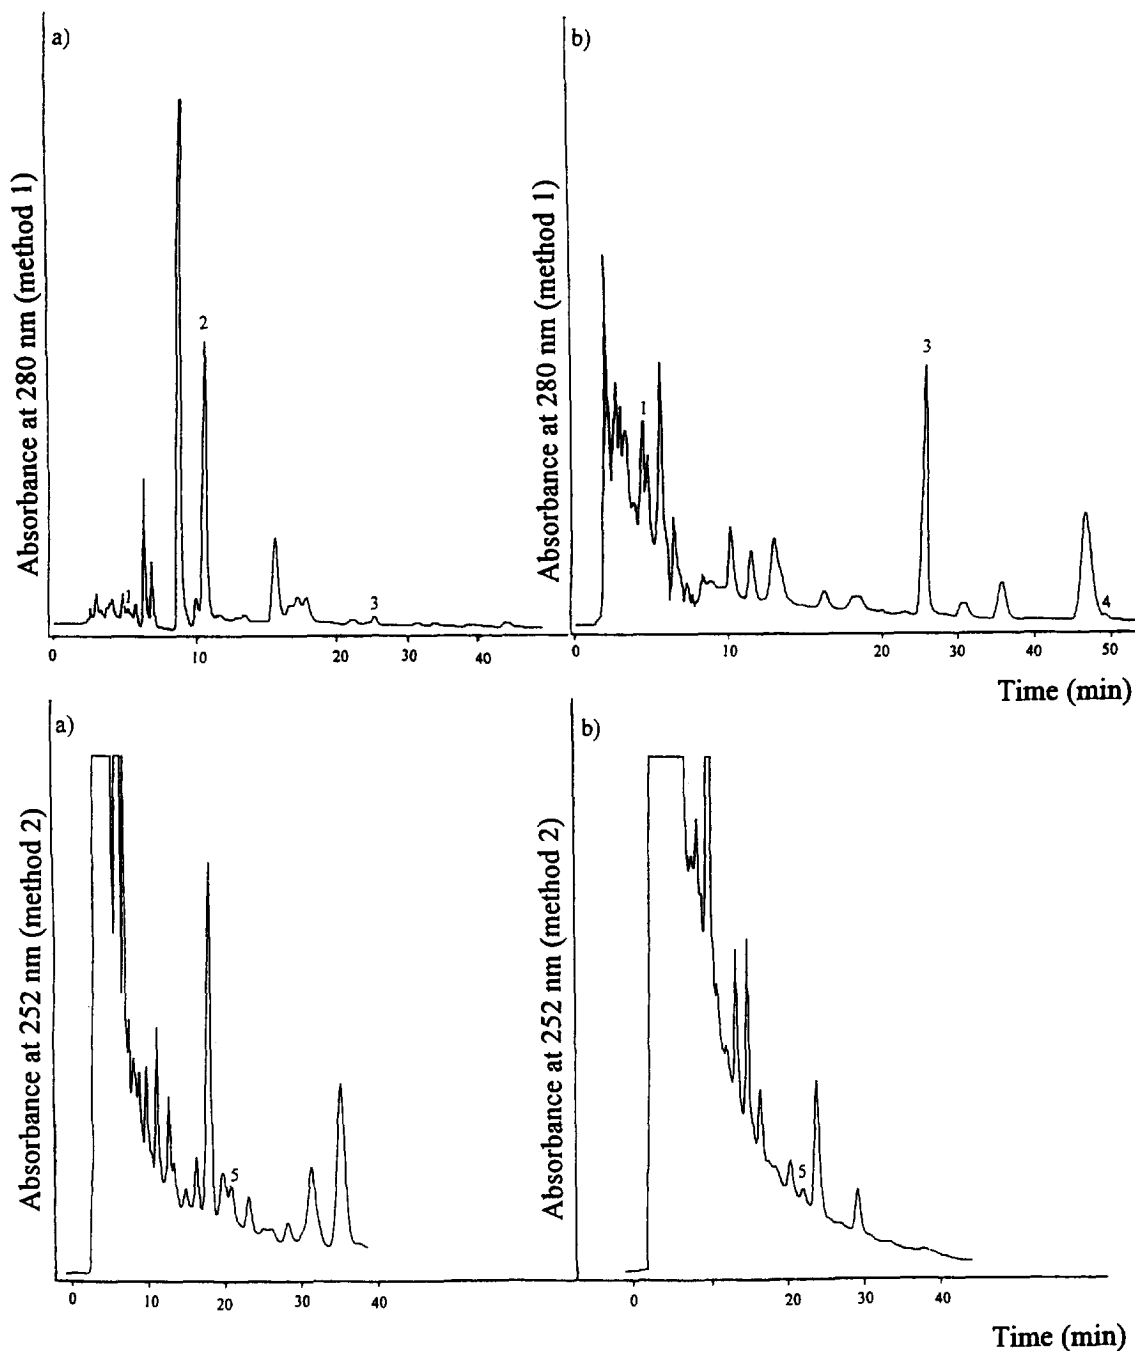 a)
b)
Absorbance at 280 nm (method 1)
1
2
3
0 10 20 30 40
Absorbance at 280 nm (method 1)
1
3
4
0 10 20 30 40 50
Time (min)
a)
b)
Absorbance at 252 nm (method 2)
5
0 10 20 30 40
Absorbance at 252 nm (method 2)
5
0 20 30 40
Time (min)